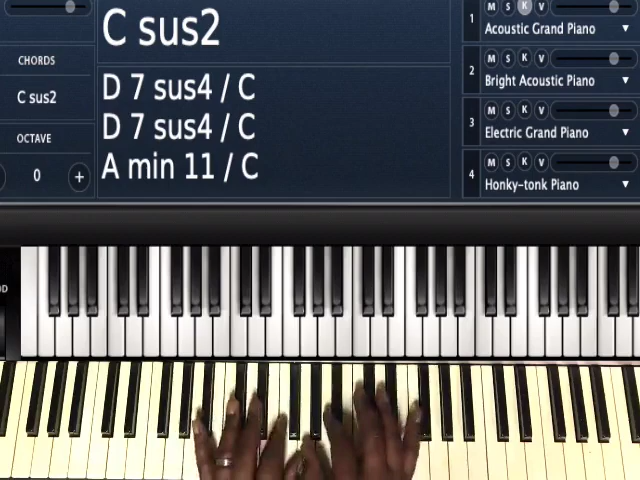 C sus2
D 7 sus4 / C
D 7 sus4 / C
A min 11 / C
CHORDS
C sus2
OCTAVE
0 +
1 M S K V
Acoustic Grand Piano
2 M S K V
Bright Acoustic Piano
3 M S K V
Electric Grand Piano
4 M S K V
Honky-tonk Piano